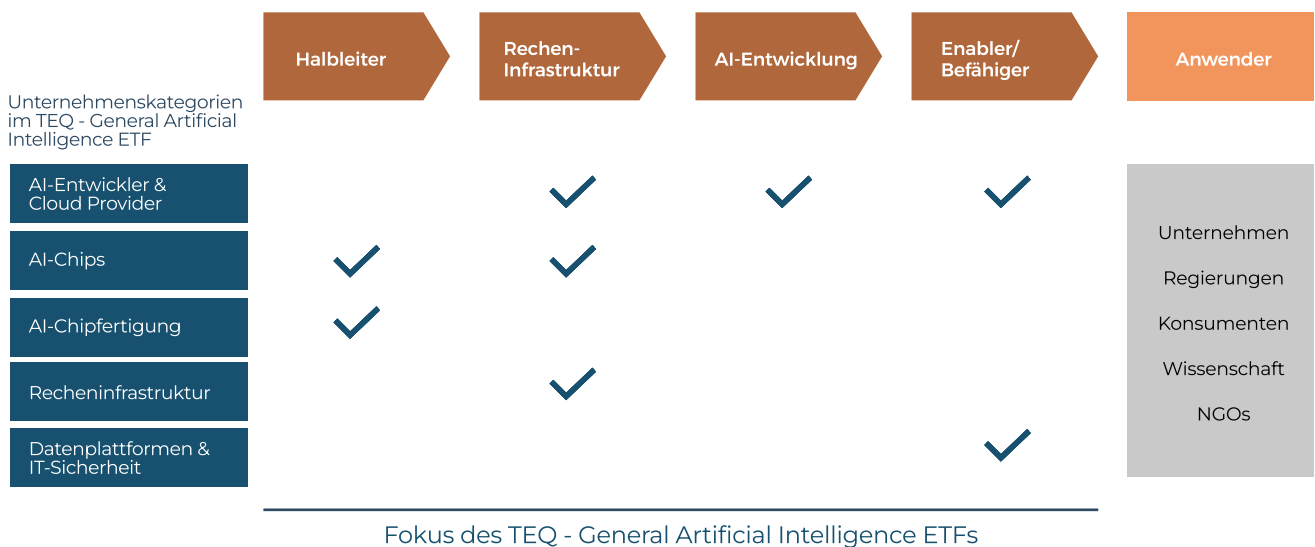 Halbleiter
Rechen-
Infrastruktur
AI-Entwicklung
Enabler/
Befähiger
Anwender
Unternehmenskategorien
im TEQ - General Artificial
Intelligence ETF
AI-Entwickler &
Cloud Provider
AI-Chips
AI-Chipfertigung
Recheninfrastruktur
Datenplattformen &
IT-Sicherheit
Unternehmen
Regierungen
Konsumenten
Wissenschaft
NGOs
Fokus des TEQ - General Artificial Intelligence ETFs